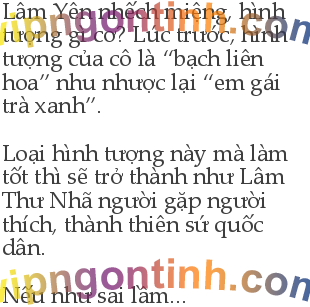 Lâm Yên nhếch miệng, hình
tượng gì cơ? Lúc trước, hình
tượng của cô là “bạch liên
hoa” nhu nhược lại “em gái
trà xanh”.
Loại hình tượng này mà làm
tốt thì sẽ trở thành như Lâm
Thư Nhã người gặp người
thích, thành thiên sứ quốc
dân.
vipngontinh.com
Nếu như sai lầm...